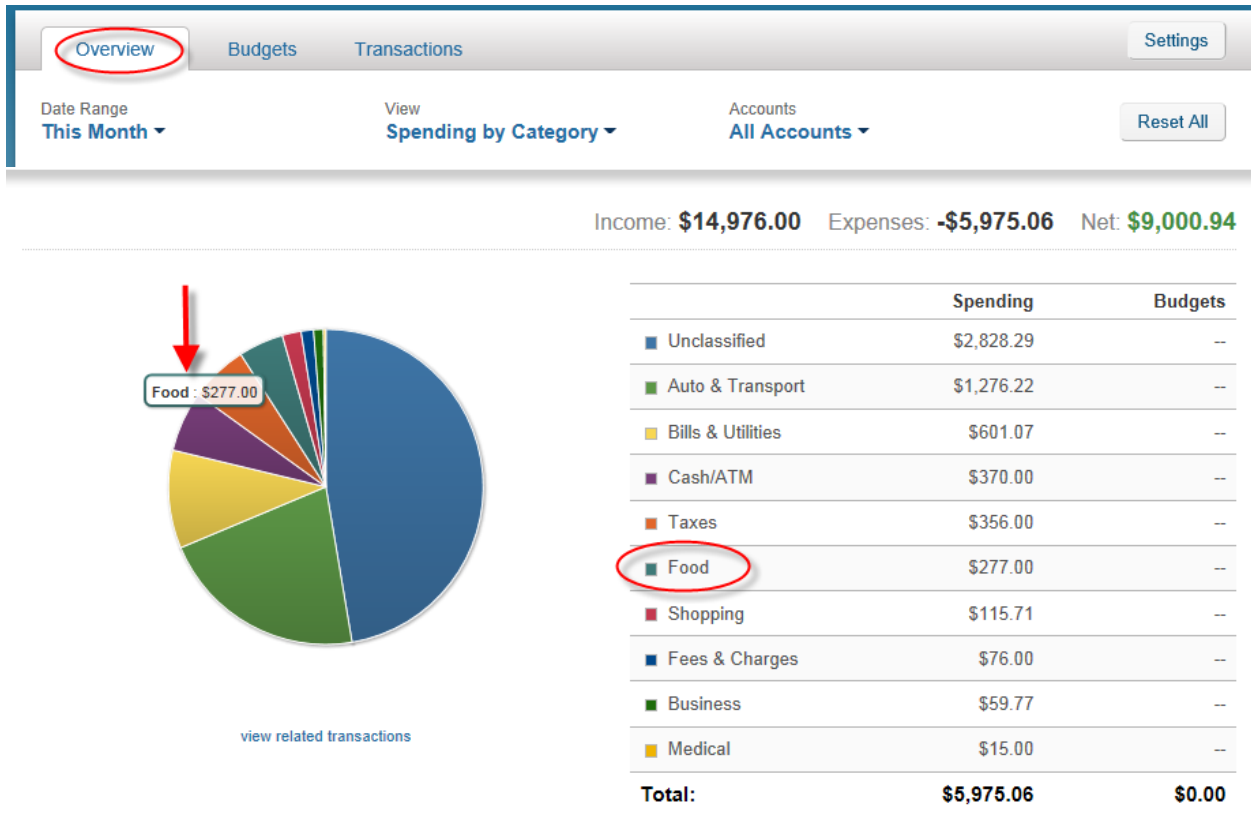 Overview Budgets Transactions Settings
Date Range View Accounts
This Month Spending by Category All Accounts Reset All
Income: $14,976.00 Expenses: -$5,975.06 Net: $9,000.94
Spending Budgets
Unclassified $2,828.29 --
Auto & Transport $1,276.22 --
Food : $277.00
Bills & Utilities $601.07 --
Cash/ATM $370.00 --
Taxes $356.00 --
Food $277.00 --
Shopping $115.71 --
Fees & Charges $76.00 --
Business $59.77 --
view related transactions
Medical $15.00 --
Total: $5,975.06 $0.00